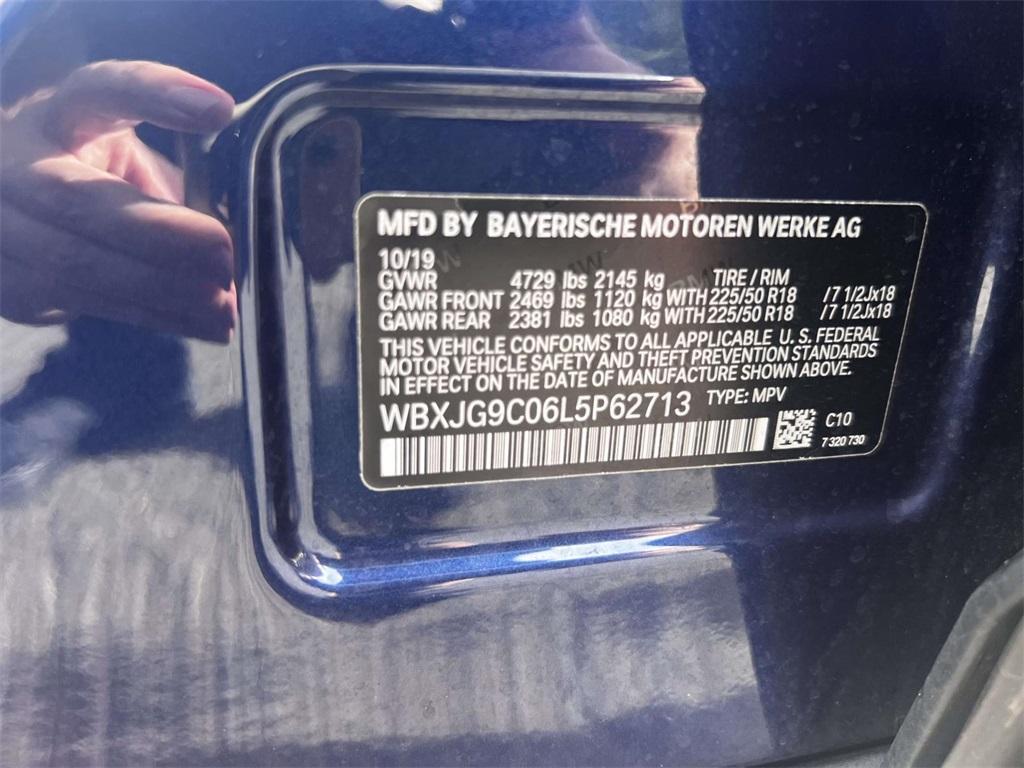 MFD BY BAYERISCHE MOTOREN WERKE AG
10/19
GVWR 4729 lbs 2145 kg TIRE / RIM
GAWR FRONT 2469 lbs 1120 kg WITH 225/50 R18 /7 1/2Jx18
GAWR REAR 2381 lbs 1080 kg WITH 225/50 R18 /7 1/2Jx18
THIS VEHICLE CONFORMS TO ALL APPLICABLE U. S. FEDERAL
MOTOR VEHICLE SAFETY AND THEFT PREVENTION STANDARDS
IN EFFECT ON THE DATE OF MANUFACTURE SHOWN ABOVE.
WBXJG9C06L5P62713 TYPE: MPV
C10
7 320 730